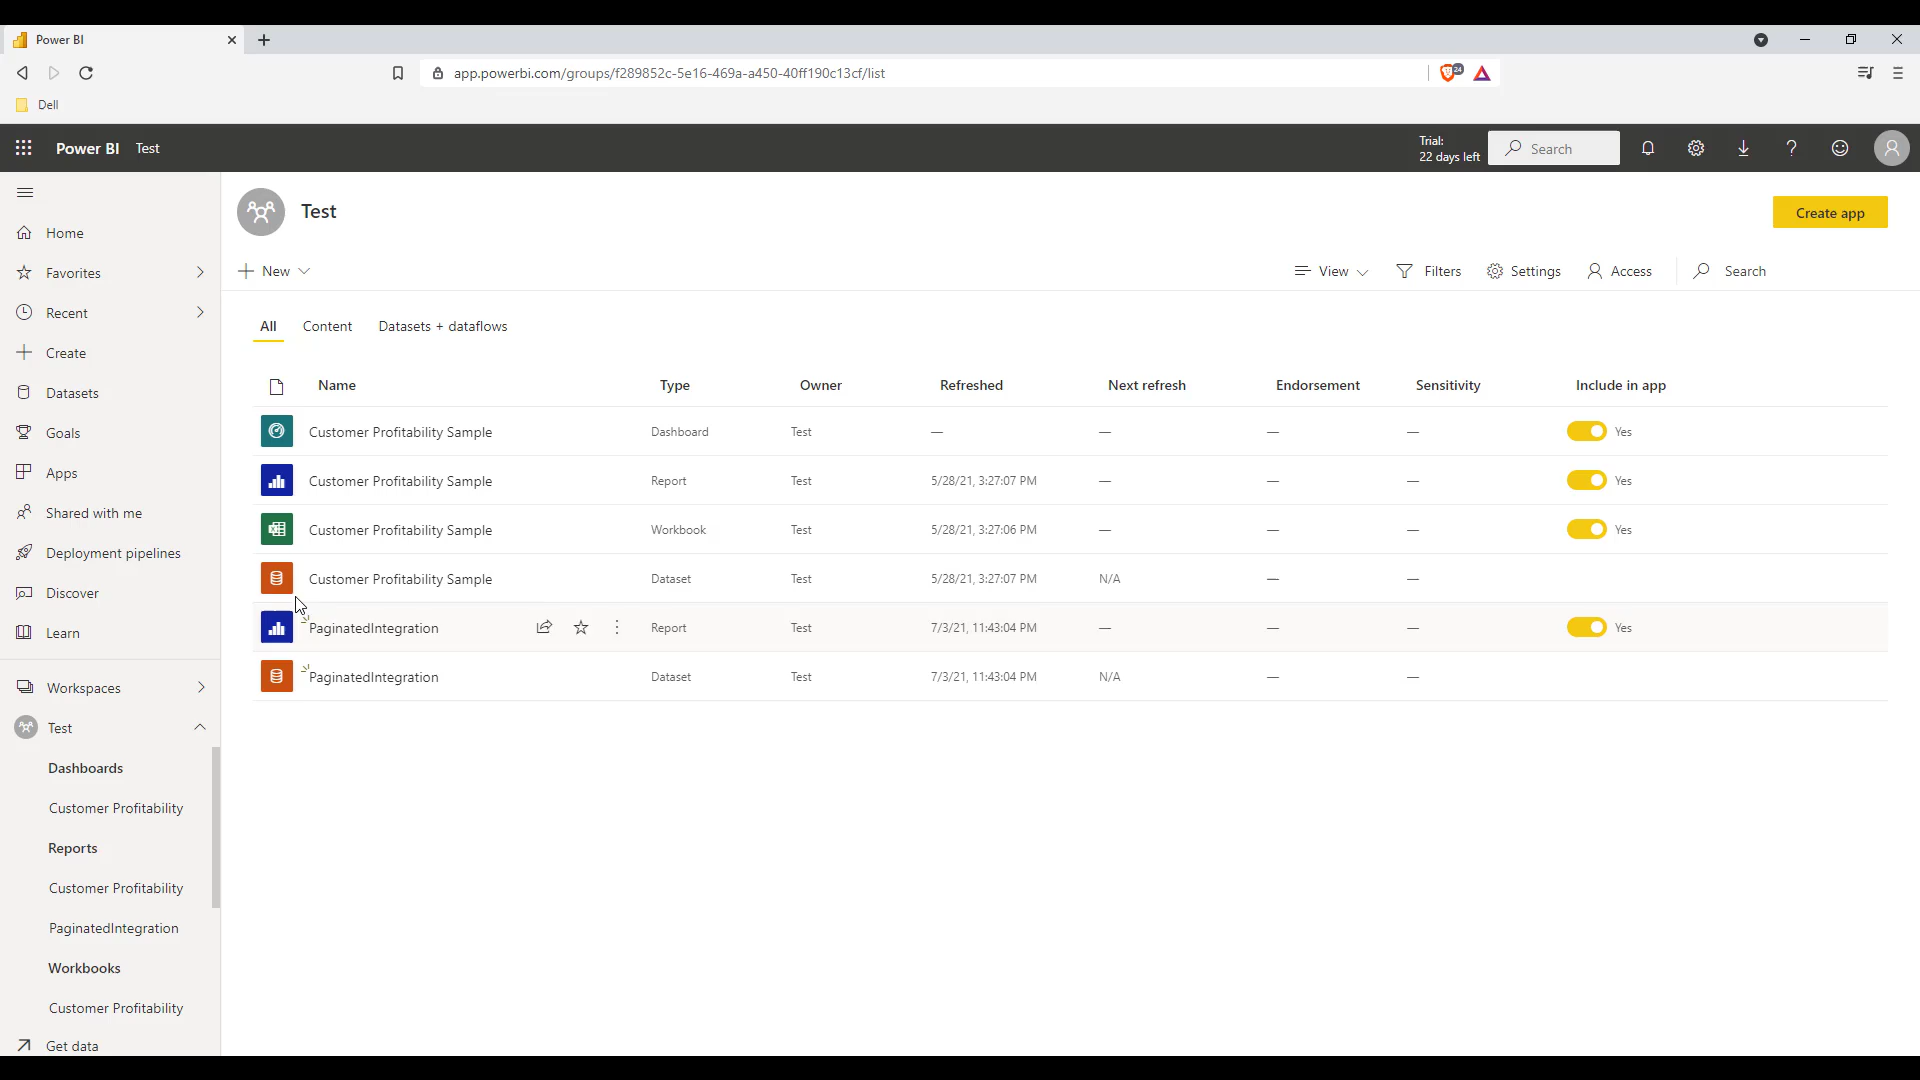 Power BI
app.powerbi.com/groups/f289852c-5e16-469a-a450-40ff190c13cf/list
24
Dell
Power BI Test
Trial:
22 days left
Search
Home
Favorites
Recent
Create
Datasets
Goals
Apps
Shared with me
Deployment pipelines
Discover
Learn
Workspaces
Test
Dashboards
Customer Profitability
Reports
Customer Profitability
PaginatedIntegration
Workbooks
Customer Profitability
Get data
Test
Create app
New
View Filters Settings Access Search
All Content Datasets + dataflows
Name Type Owner Refreshed Next refresh Endorsement Sensitivity Include in app
Customer Profitability Sample Dashboard Test — — — — Yes
Customer Profitability Sample Report Test 5/28/21, 3:27:07 PM — — — Yes
Customer Profitability Sample Workbook Test 5/28/21, 3:27:06 PM — — — Yes
Customer Profitability Sample Dataset Test 5/28/21, 3:27:07 PM N/A — —
PaginatedIntegration Report Test 7/3/21, 11:43:04 PM — — — Yes
PaginatedIntegration Dataset Test 7/3/21, 11:43:04 PM N/A — —